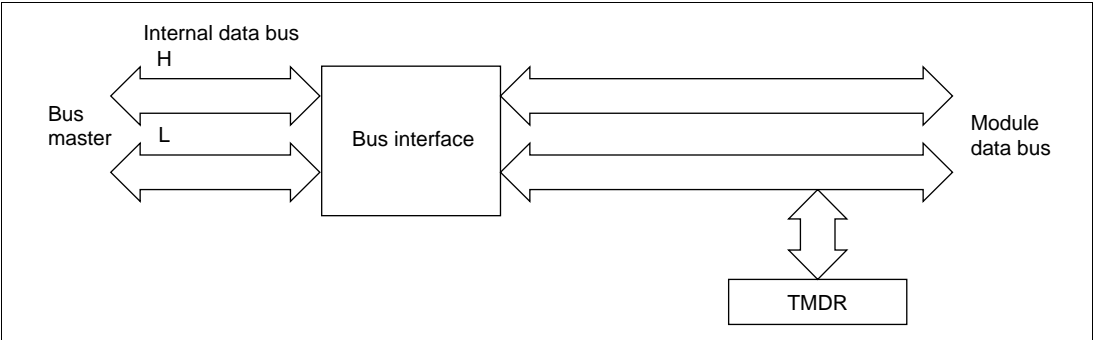 Internal data bus
H
Bus
master
L
Bus interface
Module
data bus
TMDR